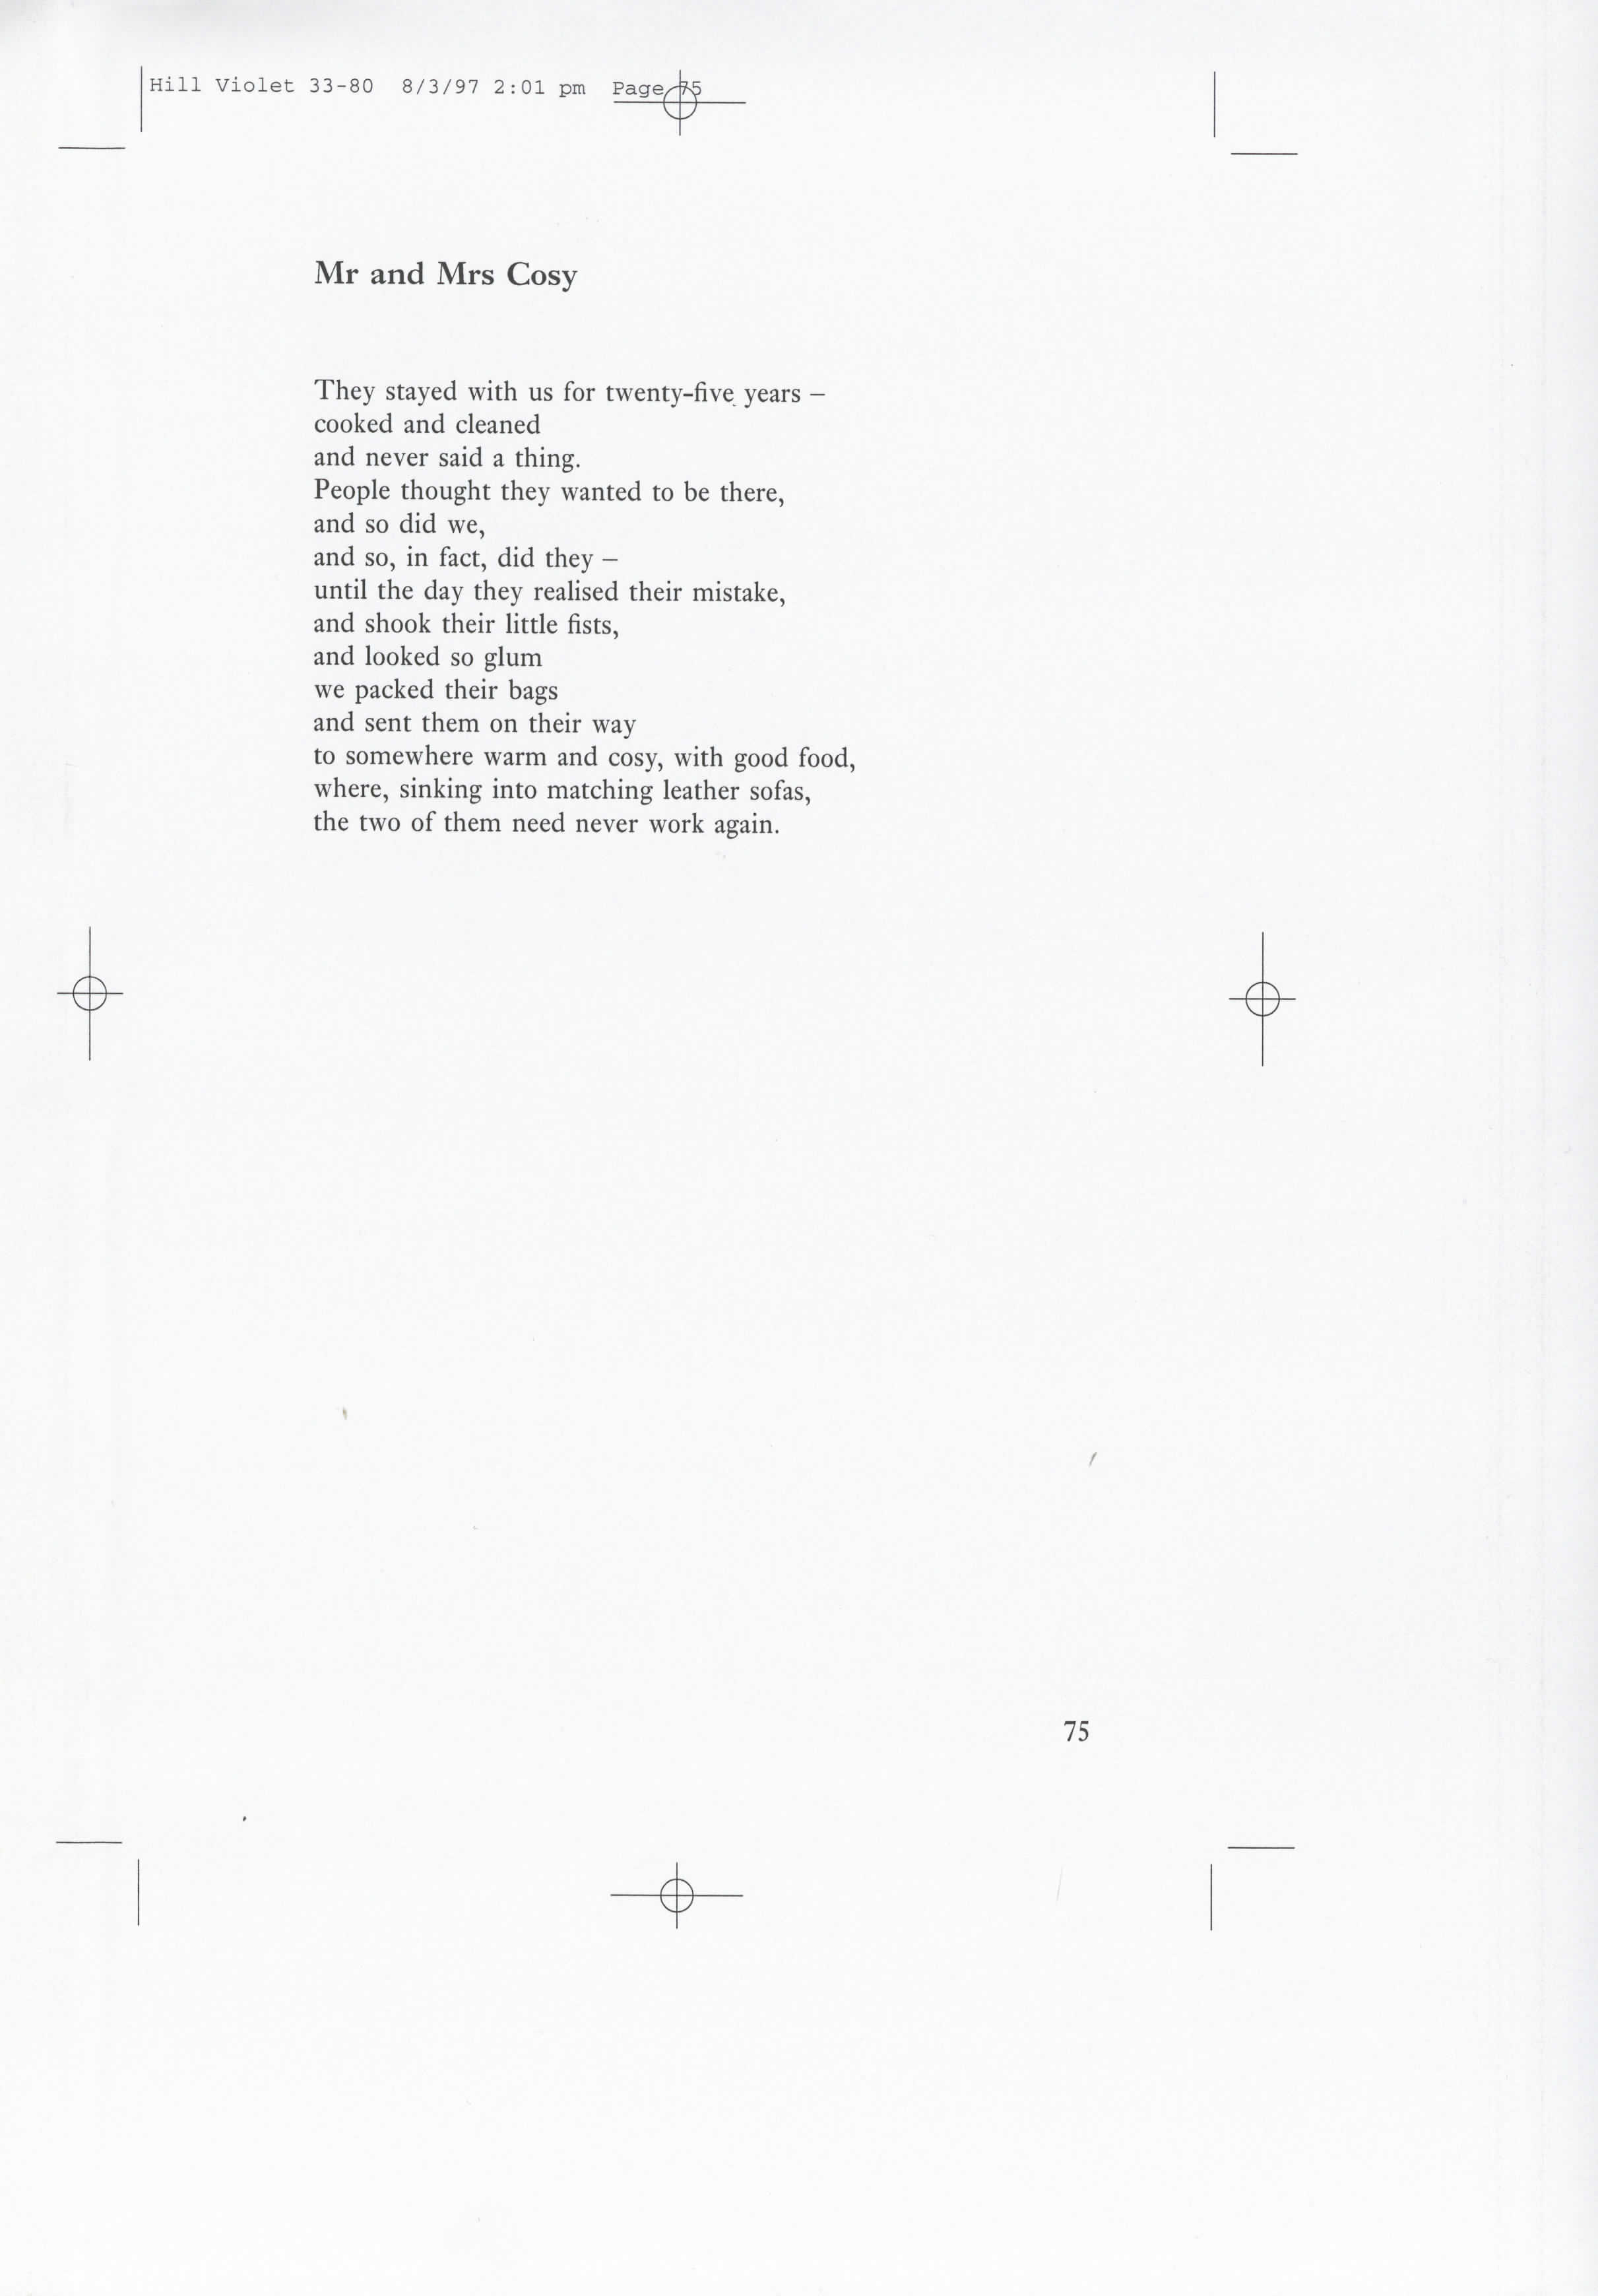 Hill Violet 33-80 8/3/97 2:01 pm Page 75
Mr and Mrs Cosy
They stayed with us for twenty-five years –
cooked and cleaned
and never said a thing.
People thought they wanted to be there,
and so did we,
and so, in fact, did they –
until the day they realised their mistake,
and shook their little fists,
and looked so glum
we packed their bags
and sent them on their way
to somewhere warm and cosy, with good food,
where, sinking into matching leather sofas,
the two of them need never work again.
75